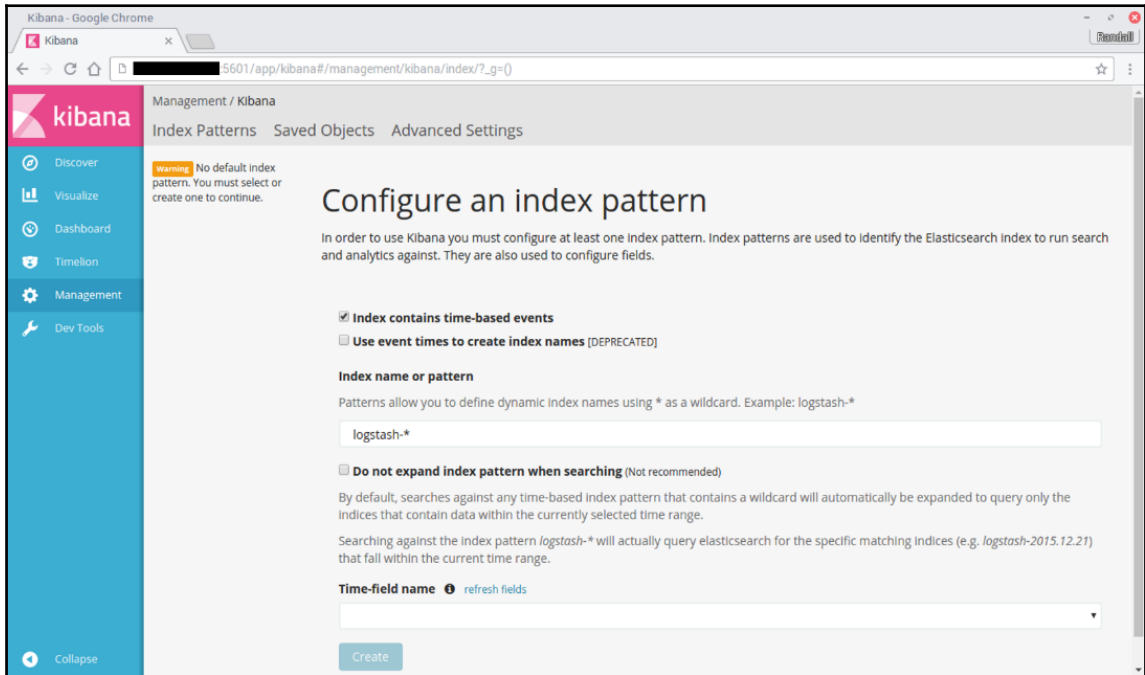 Kibana - Google Chrome
Kibana
Randall
:5601/app/kibana#/management/kibana/index/?_g=()
kibana
Discover
Visualize
Dashboard
Timelion
Management
Dev Tools
Collapse
Management / Kibana
Index Patterns Saved Objects Advanced Settings
Warning No default index
pattern. You must select or
create one to continue.
Configure an index pattern
In order to use Kibana you must configure at least one index pattern. Index patterns are used to identify the Elasticsearch index to run search
and analytics against. They are also used to configure fields.
Index contains time-based events
Use event times to create index names [DEPRECATED]
Index name or pattern
Patterns allow you to define dynamic index names using * as a wildcard. Example: logstash-*
logstash-*
Do not expand index pattern when searching (Not recommended)
By default, searches against any time-based index pattern that contains a wildcard will automatically be expanded to query only the
indices that contain data within the currently selected time range.
Searching against the index pattern logstash-* will actually query elasticsearch for the specific matching indices (e.g. logstash-2015.12.21)
that fall within the current time range.
Time-field name refresh fields
Create